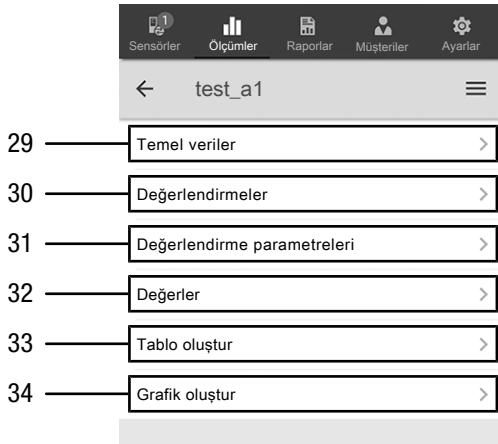 1
Sensörler Ölçümler Raporlar Müşteriler Ayarlar
test_a1
29 Temel veriler
30 Değerlendirmeler
31 Değerlendirme parametreleri
32 Değerler
33 Tablo oluştur
34 Grafik oluştur